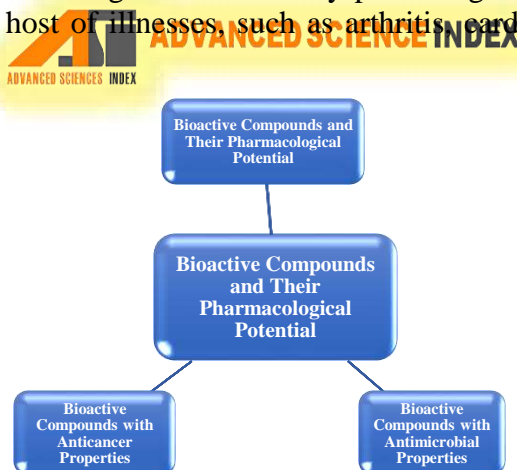 host of illnesses, such as arthritis, card
ADVANCED SCIENCE INDEX
ADVANCED SCIENCES INDEX
Bioactive Compounds and
Their Pharmacological
Potential
Bioactive Compounds
and Their
Pharmacological
Potential
Bioactive
Compounds with
Anticancer
Properties
Bioactive
Compounds with
Antimicrobial
Properties